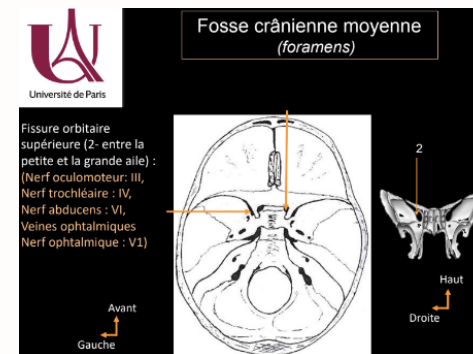 Fosse crânienne moyenne
(foramens)
Université de Paris
Fissure orbitaire
supérieure (2- entre la
petite et la grande aile) :
(Nerf oculomoteur: III,
Nerf trochléaire : IV,
Nerf abducens : VI,
Veines ophtalmiques
Nerf ophtalmique : V1)
2
Avant
Gauche
Haut
Droite